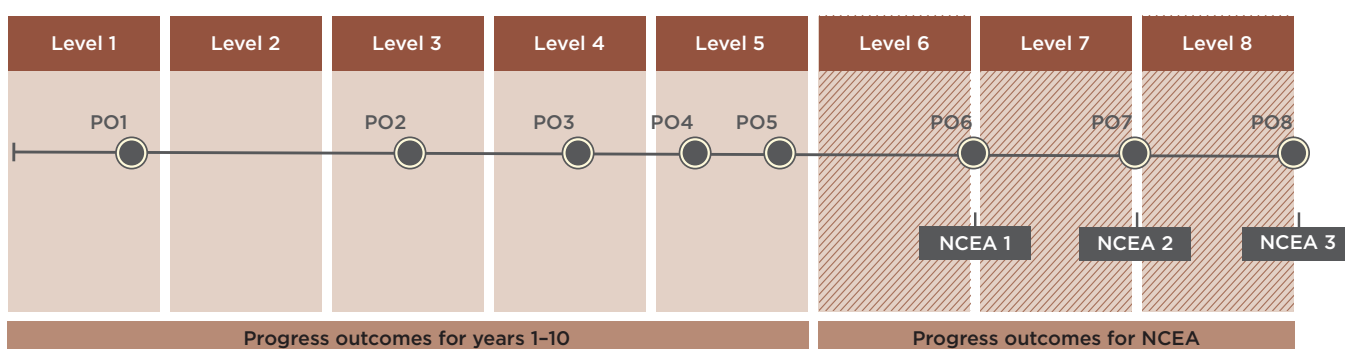 Level 1 Level 2 Level 3 Level 4 Level 5 Level 6 Level 7 Level 8
PO1 PO2 PO3 PO4 PO5 PO6 PO7 PO8
NCEA 1 NCEA 2 NCEA 3
Progress outcomes for years 1–10 Progress outcomes for NCEA